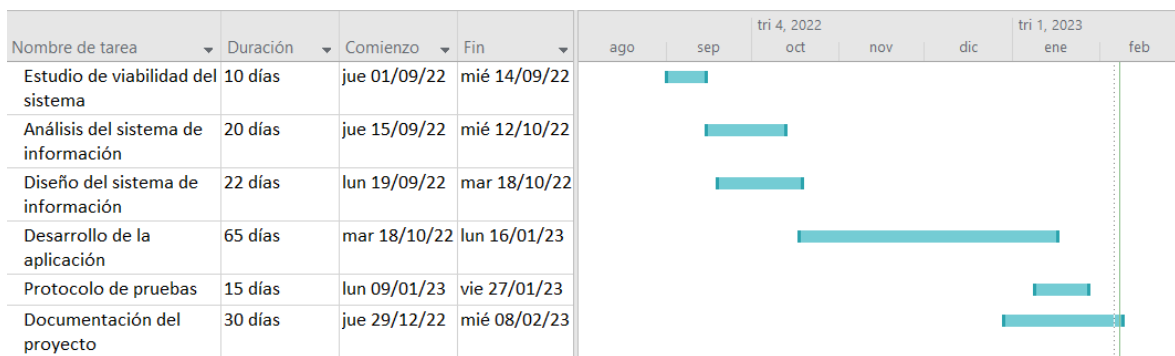 tri 4, 2022 tri 1, 2023
Nombre de tarea Duración Comienzo Fin ago sep oct nov dic ene feb
Estudio de viabilidad del 10 días jue 01/09/22 mié 14/09/22
sistema
Análisis del sistema de 20 días jue 15/09/22 mié 12/10/22
información
Diseño del sistema de 22 días lun 19/09/22 mar 18/10/22
información
Desarrollo de la 65 días mar 18/10/22 lun 16/01/23
aplicación
Protocolo de pruebas 15 días lun 09/01/23 vie 27/01/23
Documentación del 30 días jue 29/12/22 mié 08/02/23
proyecto